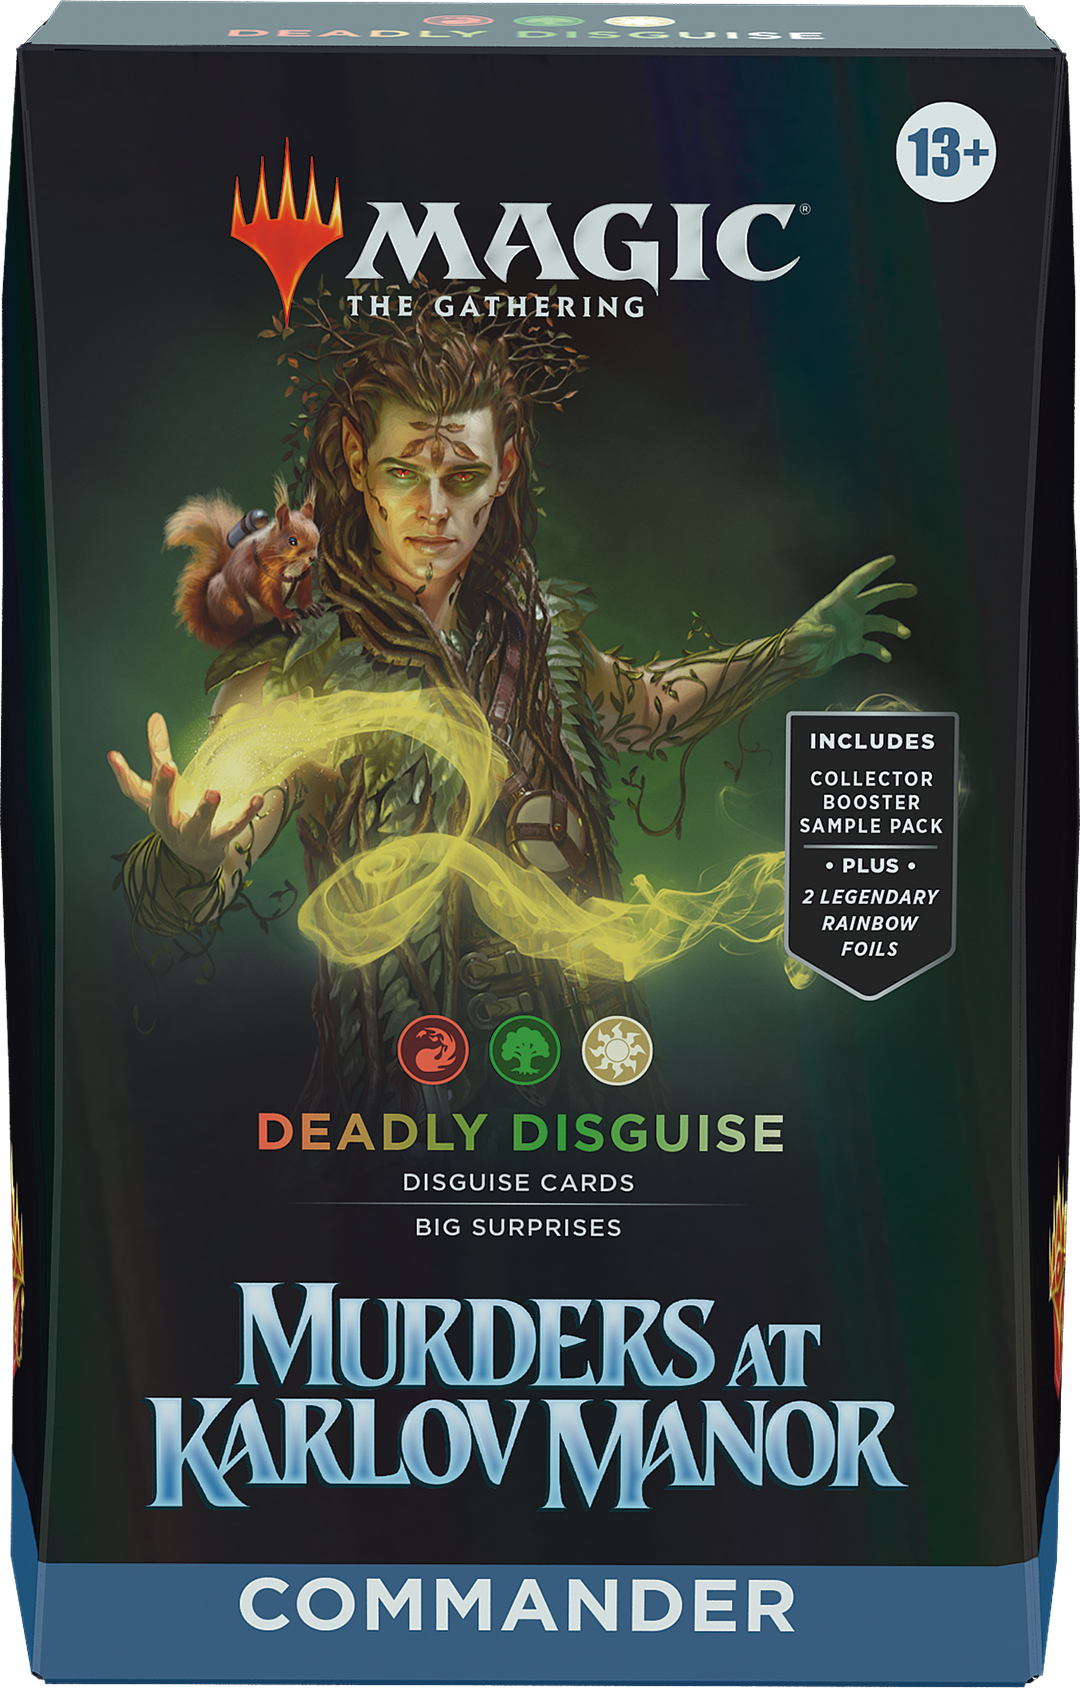 DEADLY DISGUISE
13+
MAGIC®
THE GATHERING
INCLUDES
COLLECTOR
BOOSTER
SAMPLE PACK
• PLUS •
2 LEGENDARY
RAINBOW
FOILS
DEADLY DISGUISE
DISGUISE CARDS
BIG SURPRISES
MURDERS AT
KARLOV MANOR
COMMANDER